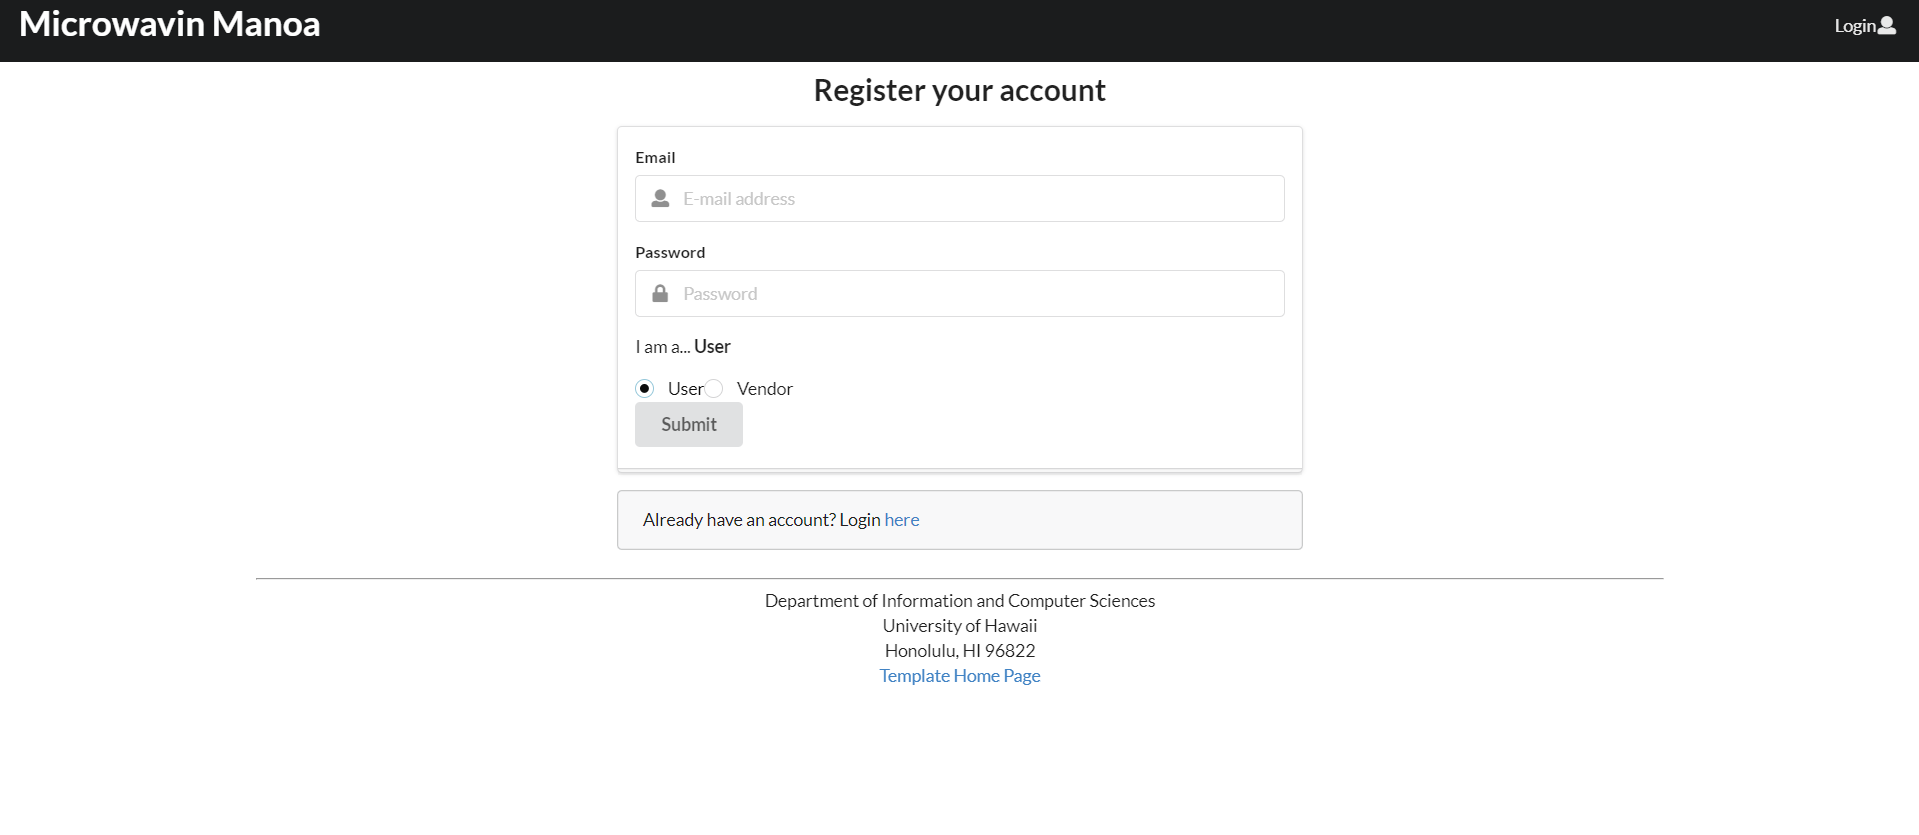 Microwavin Manoa
Login
Register your account
Email
E-mail address
Password
Password
I am a... User
User Vendor
Submit
Already have an account? Login here
Department of Information and Computer Sciences
University of Hawaii
Honolulu, HI 96822
Template Home Page